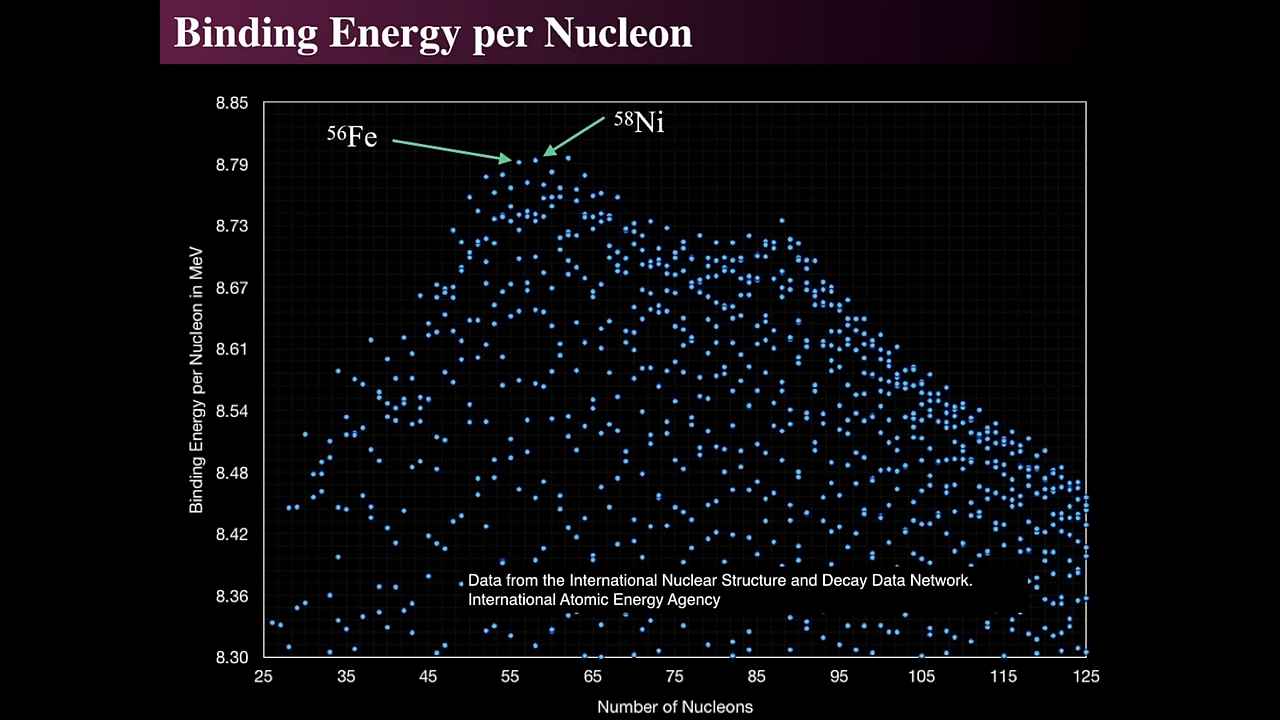 Binding Energy per Nucleon
8.85
⁵⁶Fe
⁵⁸Ni
8.79
8.73
8.67
8.61
8.54
8.48
8.42
8.36
8.30
Binding Energy per Nucleon in MeV
Data from the International Nuclear Structure and Decay Data Network.
International Atomic Energy Agency
25 35 45 55 65 75 85 95 105 115 125
Number of Nucleons